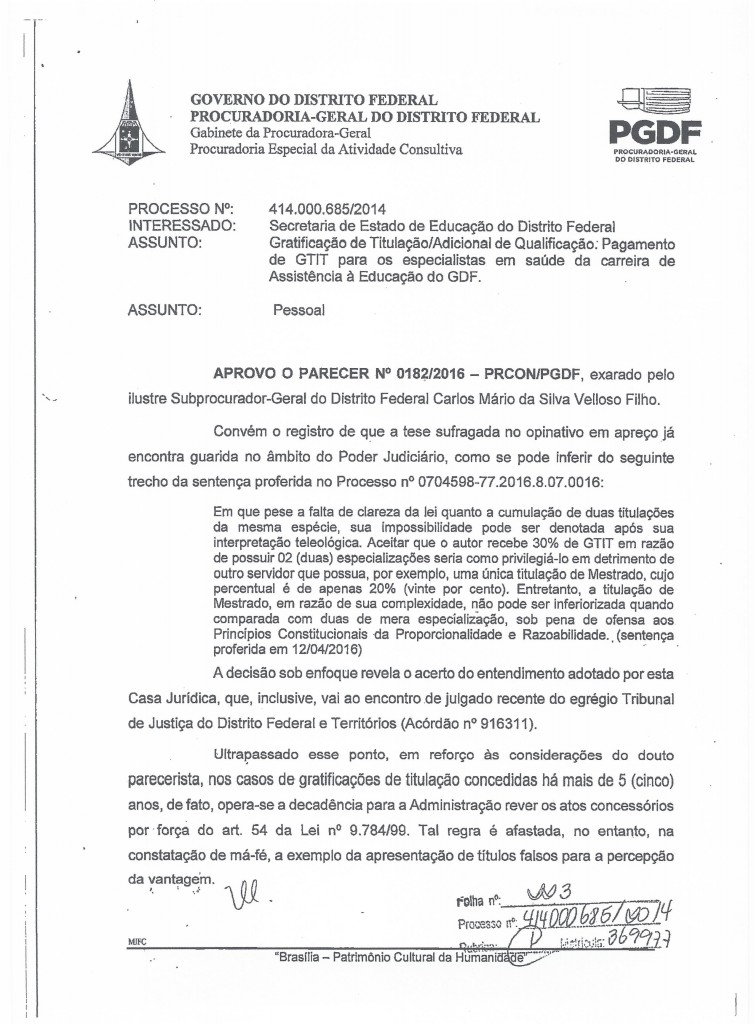 GOVERNO DO DISTRITO FEDERAL
PROCURADORIA-GERAL DO DISTRITO FEDERAL
Gabinete da Procuradora-Geral
Procuradoria Especial da Atividade Consultiva
PGDF
PROCURADORIA-GERAL
DO DISTRITO FEDERAL
PROCESSO Nº: 414.000.685/2014
INTERESSADO: Secretaria de Estado de Educação do Distrito Federal
ASSUNTO: Gratificação de Titulação/Adicional de Qualificação. Pagamento
de GTIT para os especialistas em saúde da carreira de
Assistência à Educação do GDF.
ASSUNTO: Pessoal
APROVO O PARECER Nº 0182/2016 – PRCON/PGDF, exarado pelo
ilustre Subprocurador-Geral do Distrito Federal Carlos Mário da Silva Velloso Filho.
Convém o registro de que a tese sufragada no opinativo em apreço já
encontra guarida no âmbito do Poder Judiciário, como se pode inferir do seguinte
trecho da sentença proferida no Processo nº 0704598-77.2016.8.07.0016:
Em que pese a falta de clareza da lei quanto a cumulação de duas titulações
da mesma espécie, sua impossibilidade pode ser denotada após sua
interpretação teleológica. Aceitar que o autor recebe 30% de GTIT em razão
de possuir 02 (duas) especializações seria como privilegiá-lo em detrimento de
outro servidor que possua, por exemplo, uma única titulação de Mestrado, cujo
percentual é de apenas 20% (vinte por cento). Entretanto, a titulação de
Mestrado, em razão de sua complexidade, não pode ser inferiorizada quando
comparada com duas de mera especialização, sob pena de ofensa aos
Princípios Constitucionais da Proporcionalidade e Razoabilidade. (sentença
proferida em 12/04/2016)
A decisão sob enfoque revela o acerto do entendimento adotado por esta
Casa Jurídica, que, inclusive, vai ao encontro de julgado recente do egrégio Tribunal
de Justiça do Distrito Federal e Territórios (Acórdão nº 916311).
Ultrapassado esse ponto, em reforço às considerações do douto
parecerista, nos casos de gratificações de titulação concedidas há mais de 5 (cinco)
anos, de fato, opera-se a decadência para a Administração rever os atos concessórios
por força do art. 54 da Lei nº 9.784/99. Tal regra é afastada, no entanto, na
constatação de má-fé, a exemplo da apresentação de títulos falsos para a percepção
da vantagem.
Folha nº:
Processo nº: 414000685/2014
Rubrica: Matrícula: 369977
MIFC
"Brasília – Patrimônio Cultural da Humanidade"